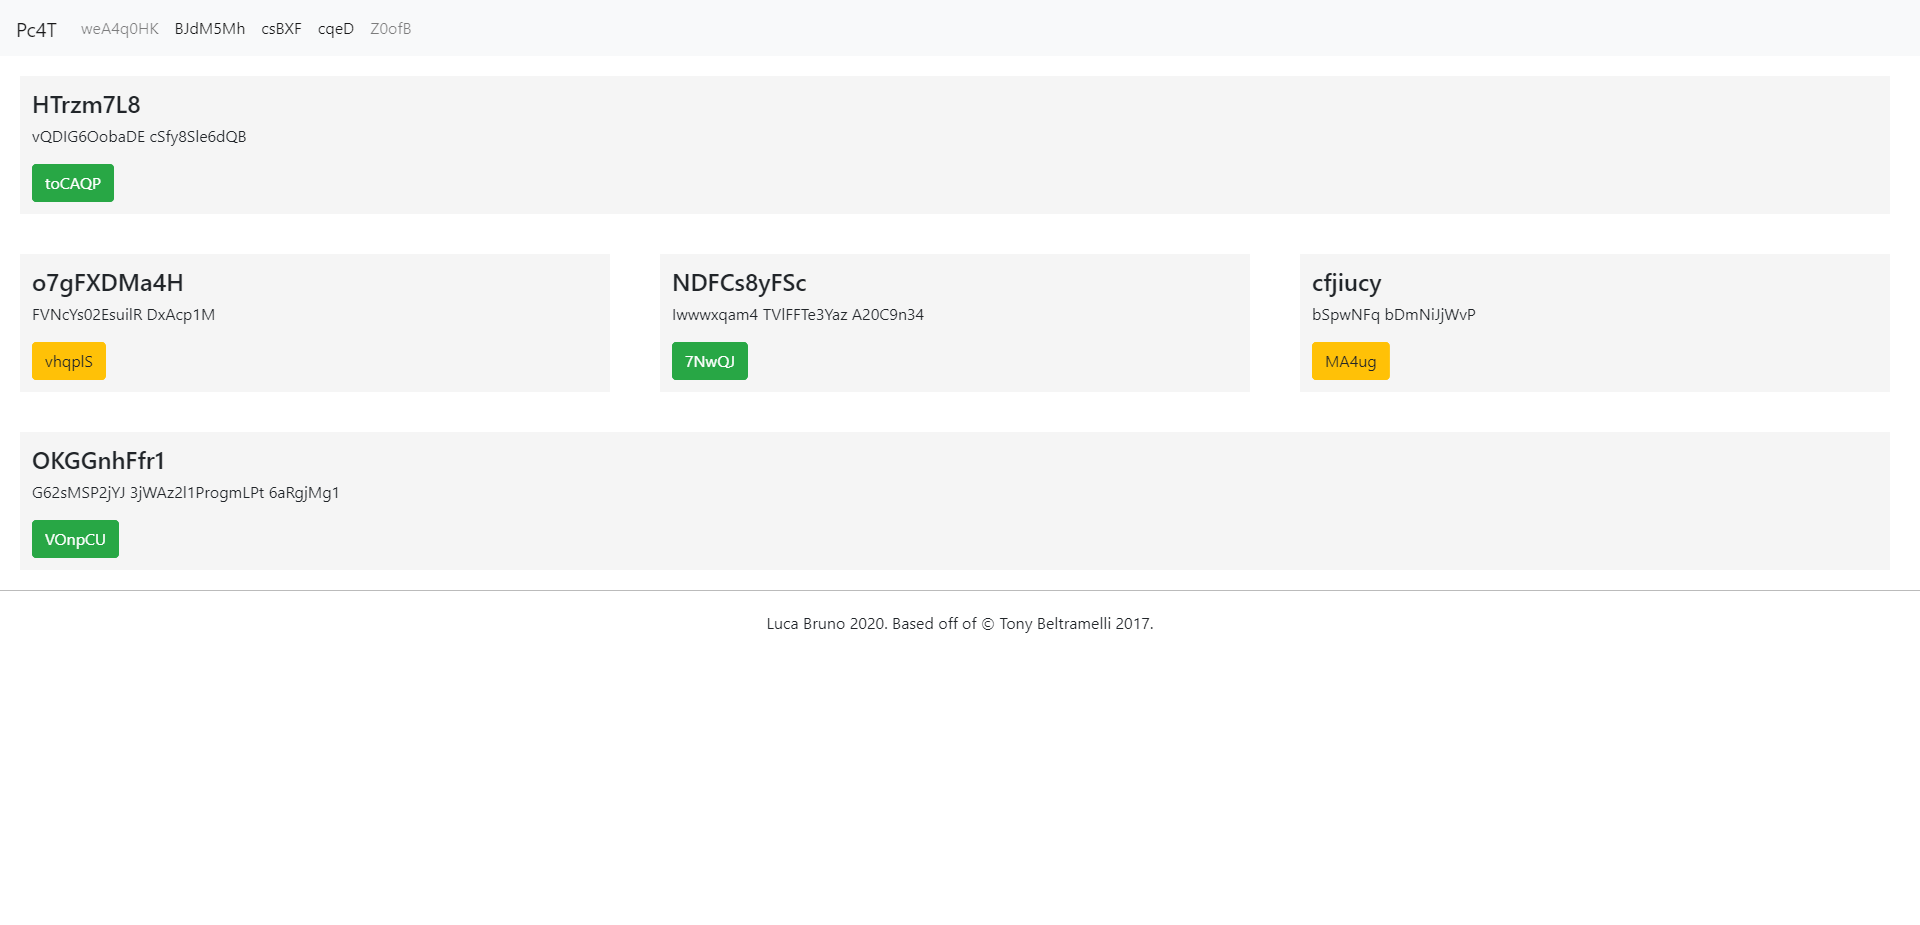 Pc4T weA4q0HK BJdM5Mh csBXF cqeD Z0ofB
HTrzm7L8
vQDIG6OobaDE cSfy8Sle6dQB
toCAQP
o7gFXDMa4H
FVNcYs02EsuilR DxAcp1M
vhqplS
NDFCs8yFSc
Iwwwxqam4 TVlFFTe3Yaz A20C9n34
7NwQJ
cfjiucy
bSpwNFq bDmNiJjWvP
MA4ug
OKGGnhFfr1
G62sMSP2jYJ 3jWAz2l1ProgmLPt 6aRgjMg1
VOnpCU
Luca Bruno 2020. Based off of © Tony Beltramelli 2017.